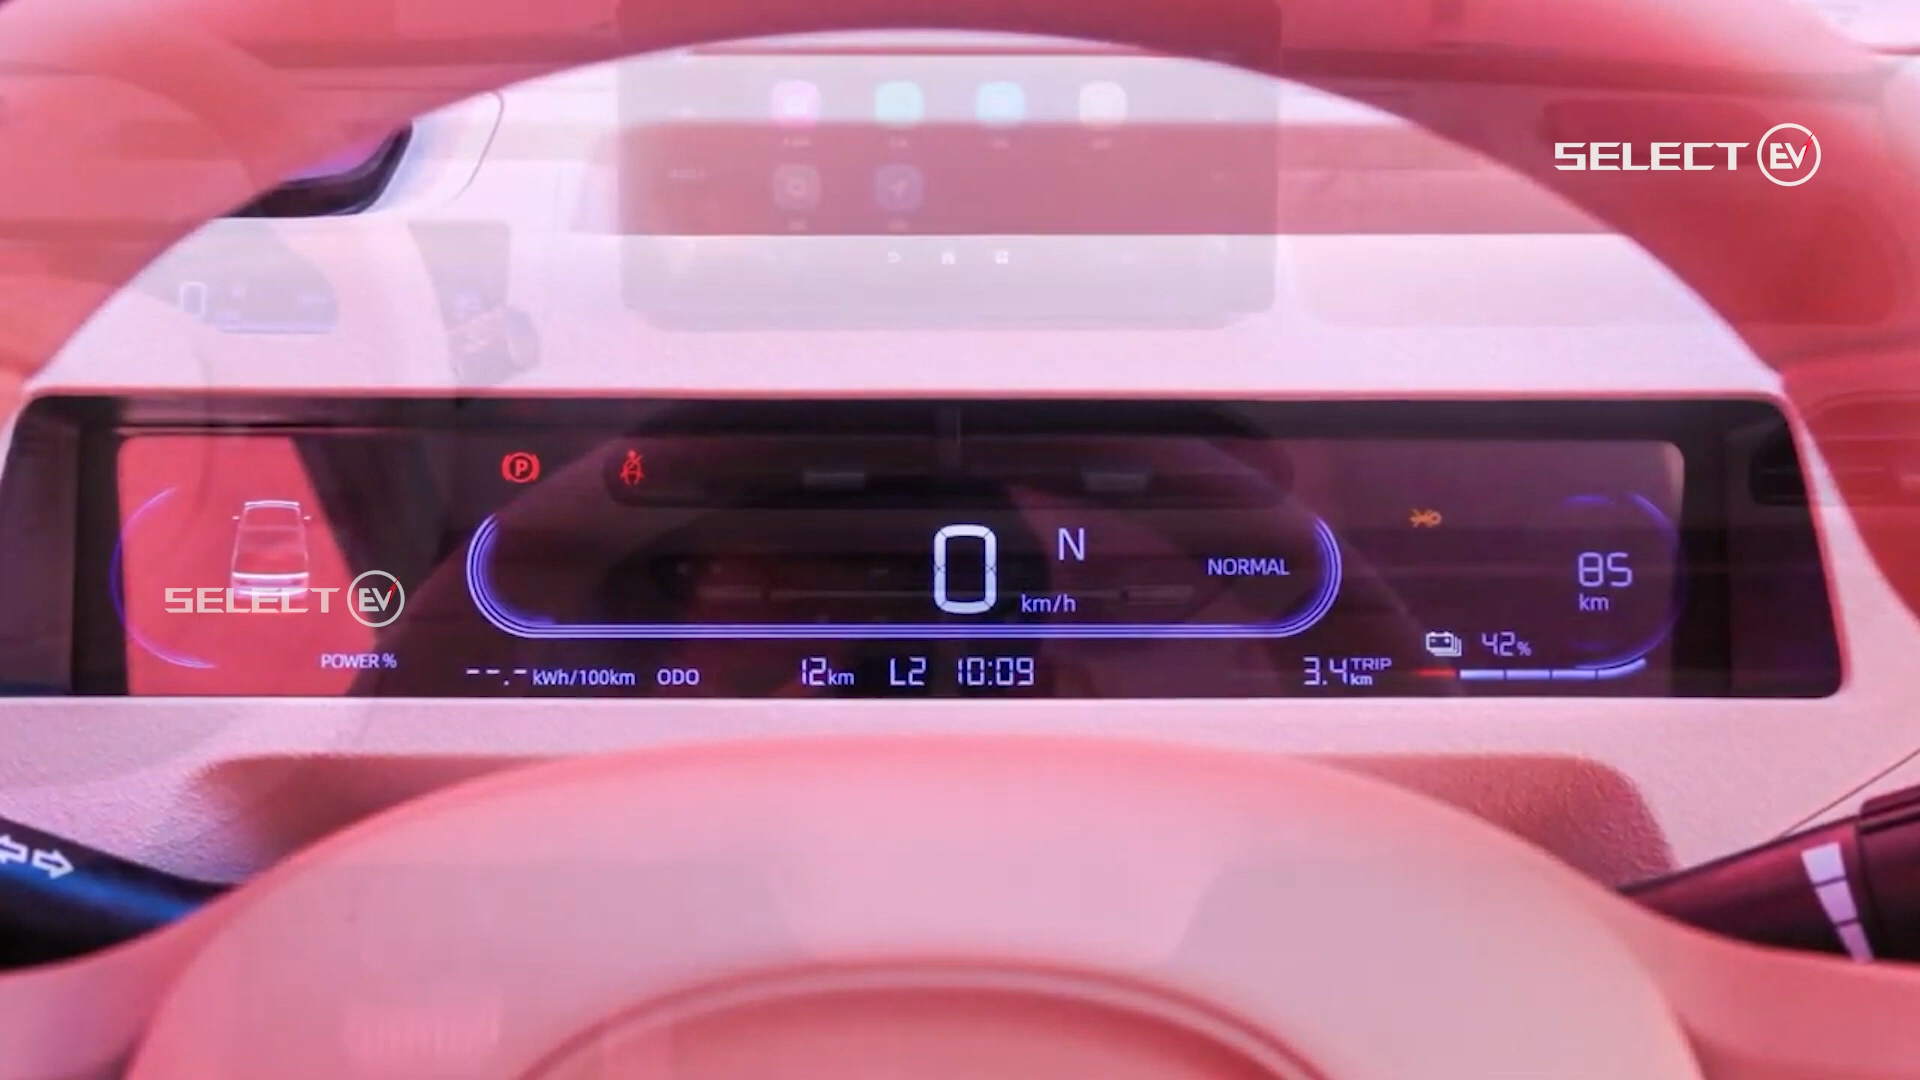 SELECT EV
P
0
N
km/h
NORMAL
85
km
42%
SELECT EV
POWER %
--.-kWh/100km ODO 12km L2 10:09 3.4 TRIP km